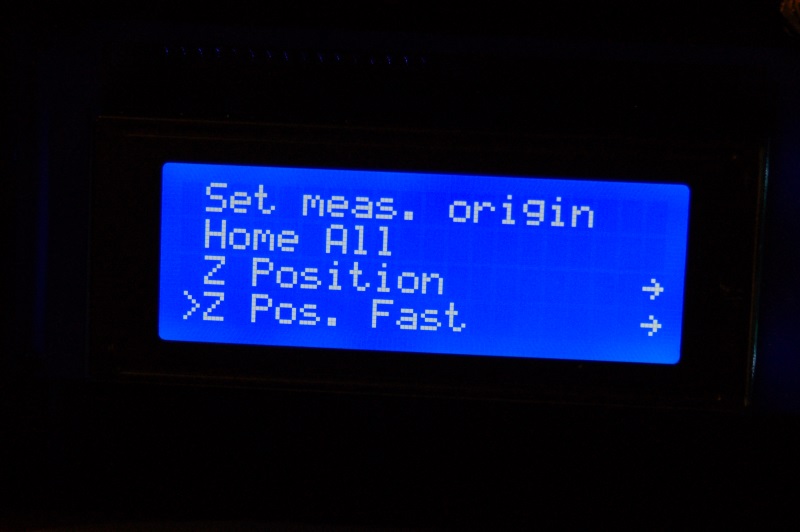 Set meas. origin
Home All
Z Position →
>Z Pos. Fast →